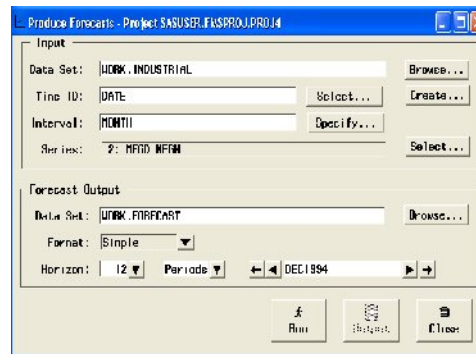 Produce Forecasts - Project SASUSER.FMSPROJ.PROJ4
Input
Data Set: WORK.INDUSTRIAL Browse...
Time ID: DATE Select... Create...
Interval: MONTH Specify...
Series: 2: Select...
Forecast Output
Data Set: WORK.FORECAST Browse...
Format: Simple
Horizon: 12 Periods DEC1994
Run Output Close